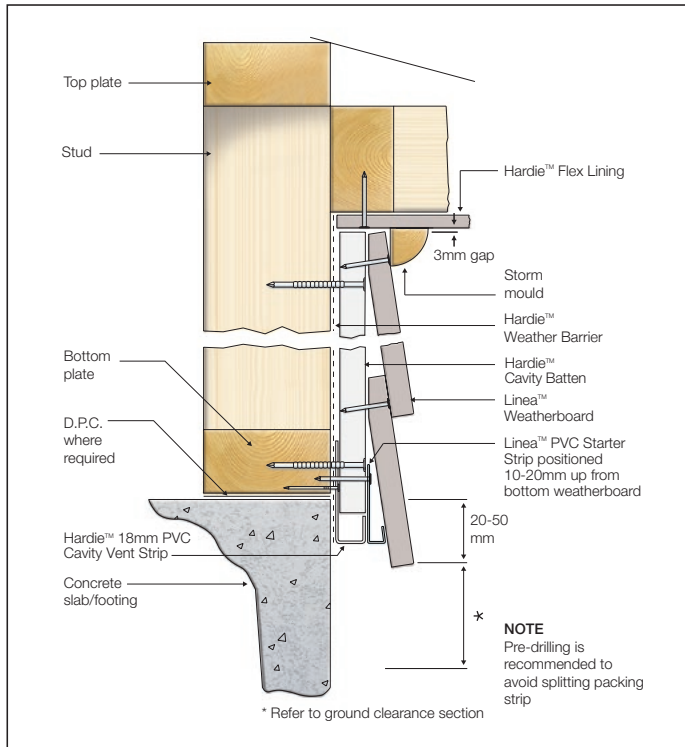 Top plate
Stud
Hardie™ Flex Lining
3mm gap
Storm
mould
Hardie™
Weather Barrier
Hardie™
Cavity Batten
Linea™
Weatherboard
Linea™ PVC Starter
Strip positioned
10-20mm up from
bottom weatherboard
Bottom
plate
D.P.C.
where
required
20-50
mm
Hardie™ 18mm PVC
Cavity Vent Strip
Concrete
slab/footing
*
NOTE
Pre-drilling is
recommended to
avoid splitting packing
strip
* Refer to ground clearance section